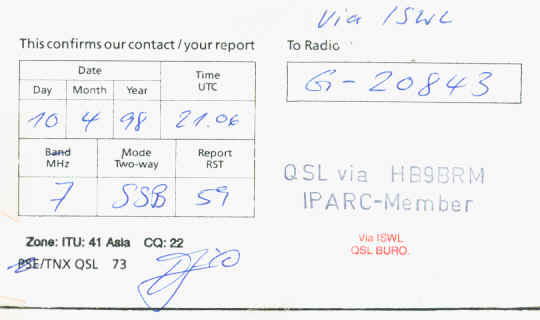 Via ISWL
This confirms our contact / your report
To Radio
G-20843
Date
Time UTC
Day Month Year
10 4 98 21.06
Band MHz
Mode Two-way
Report RST
7 SSB 59
QSL via HB9BRM
IPARC-Member
Via ISWL
QSL BURO.
Zone: ITU: 41 Asia CQ: 22
PSE/TNX QSL 73